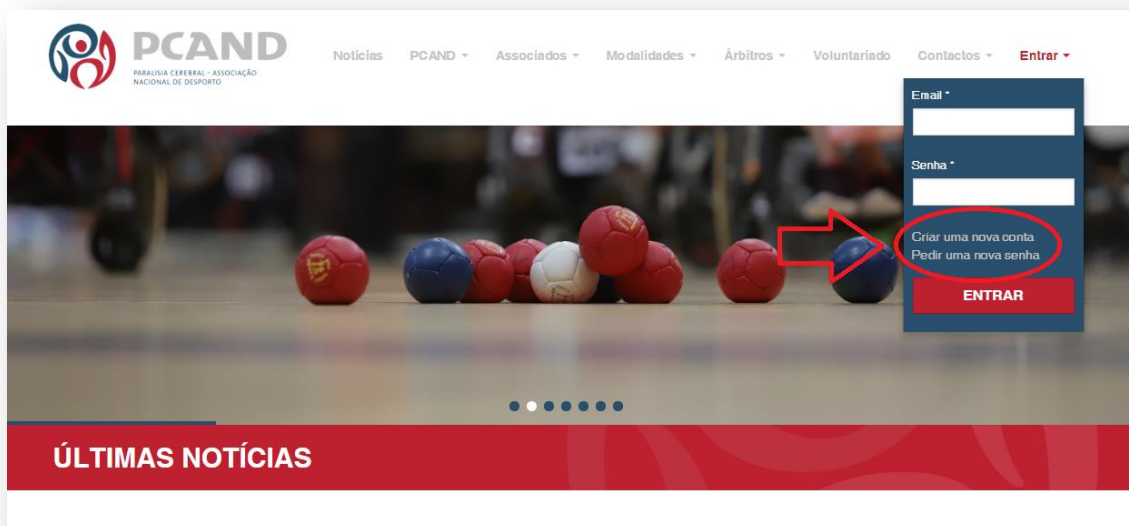 PCAND
PARALISIA CEREBRAL - ASSOCIAÇÃO
NACIONAL DE DESPORTO
Notícias PCAND Associados Modalidades Árbitros Voluntariado Contactos Entrar
Email *
Senha *
Criar uma nova conta
Pedir uma nova senha
ENTRAR
ÚLTIMAS NOTÍCIAS